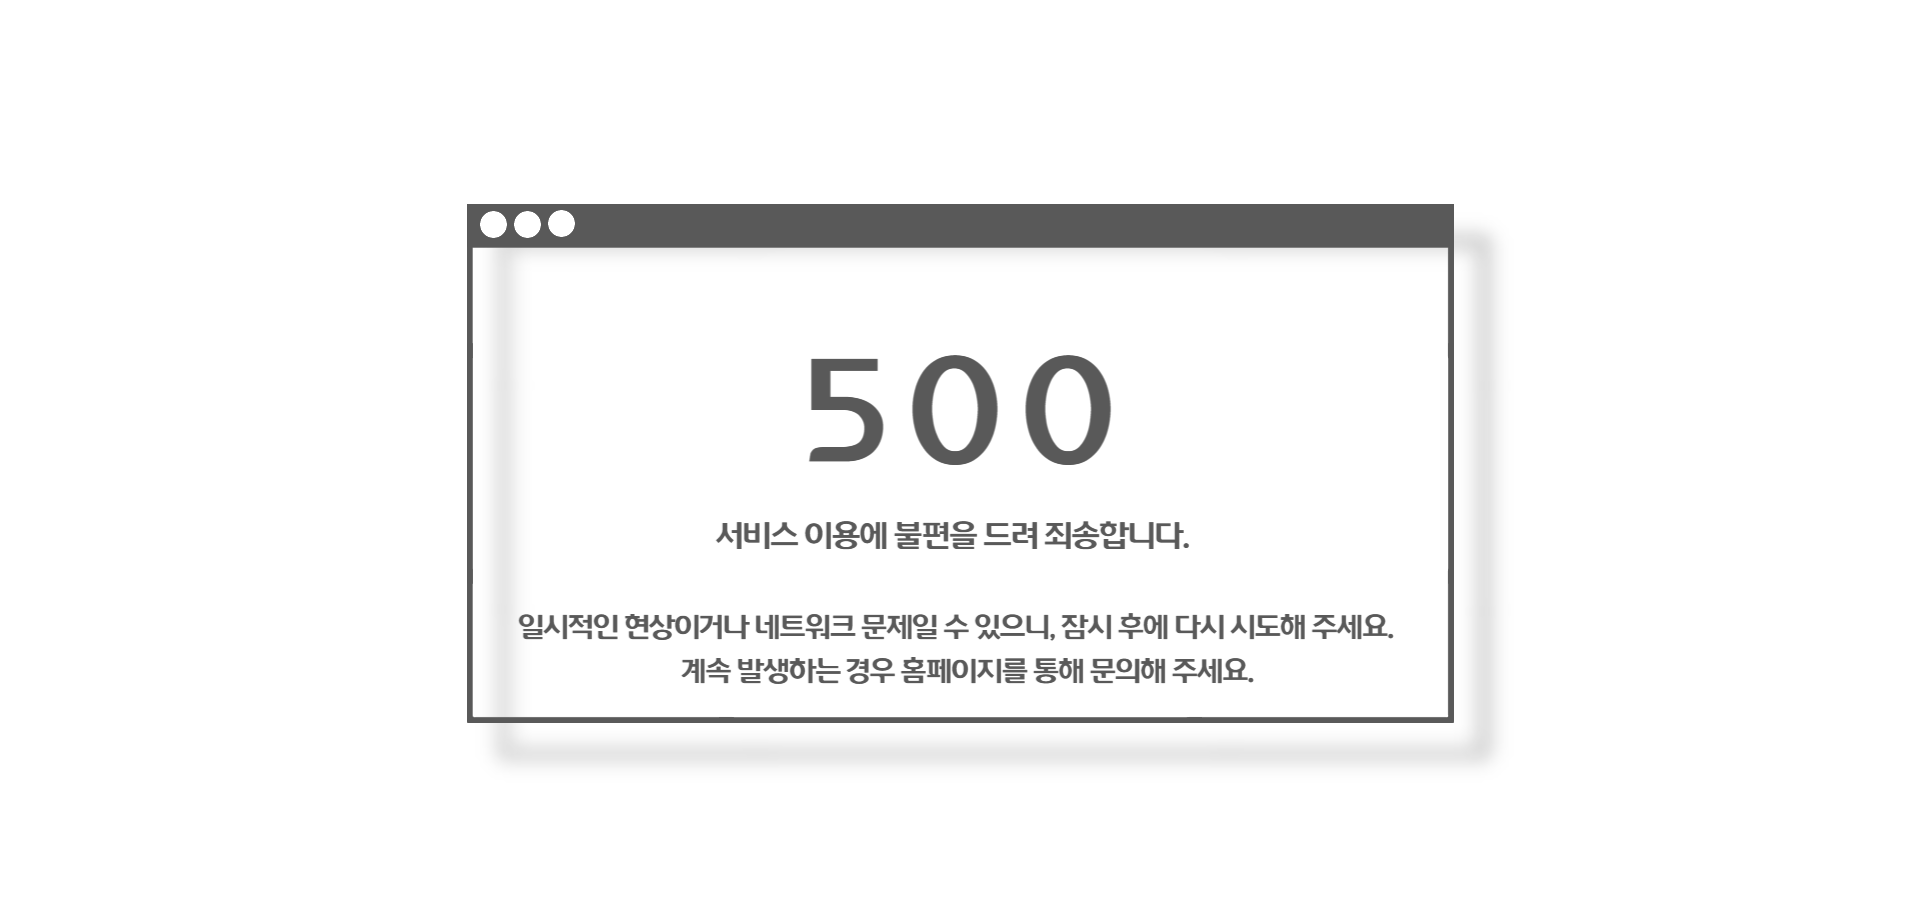 500
서비스 이용에 불편을 드려 죄송합니다.
일시적인 현상이거나 네트워크 문제일 수 있으니, 잠시 후에 다시 시도해 주세요.
계속 발생하는 경우 홈페이지를 통해 문의해 주세요.